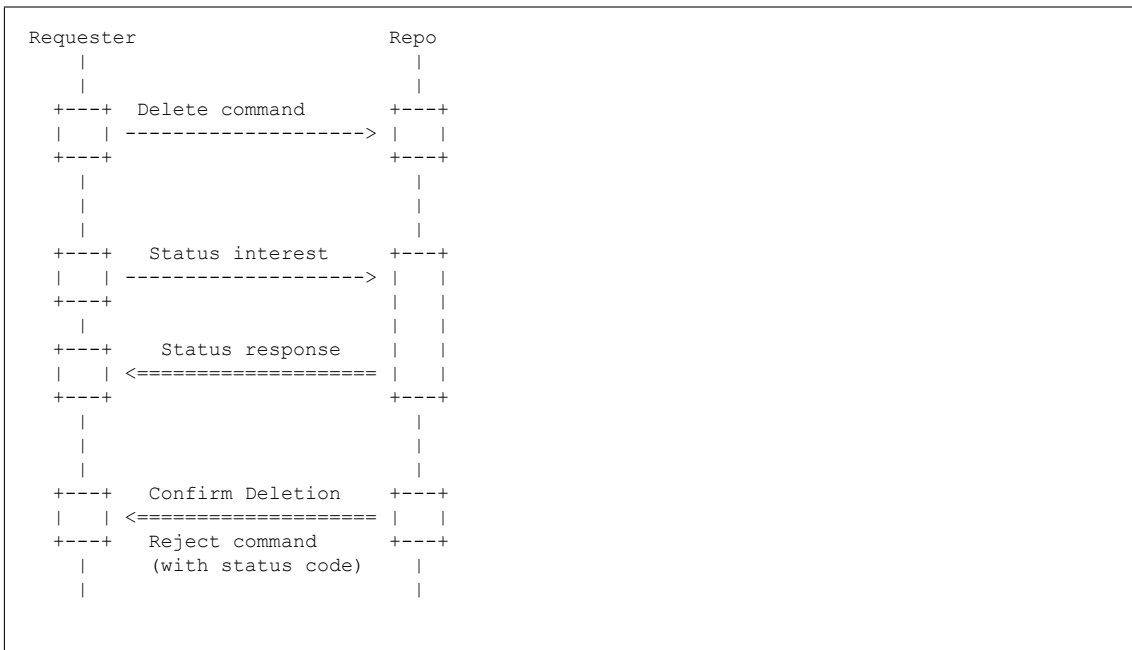 Requester Repo
Delete command
Status interest
Status response
Confirm Deletion
Reject command
(with status code)